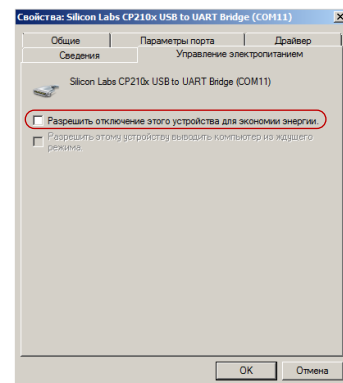 Свойства: Silicon Labs CP210x USB to UART Bridge (COM11)
Общие
Параметры порта
Драйвер
Сведения
Управление электропитанием
Silicon Labs CP210x USB to UART Bridge (COM11)
Разрешить отключение этого устройства для экономии энергии.
Разрешить этому устройству выводить компьютер из ждущего
режима.
OK
Отмена